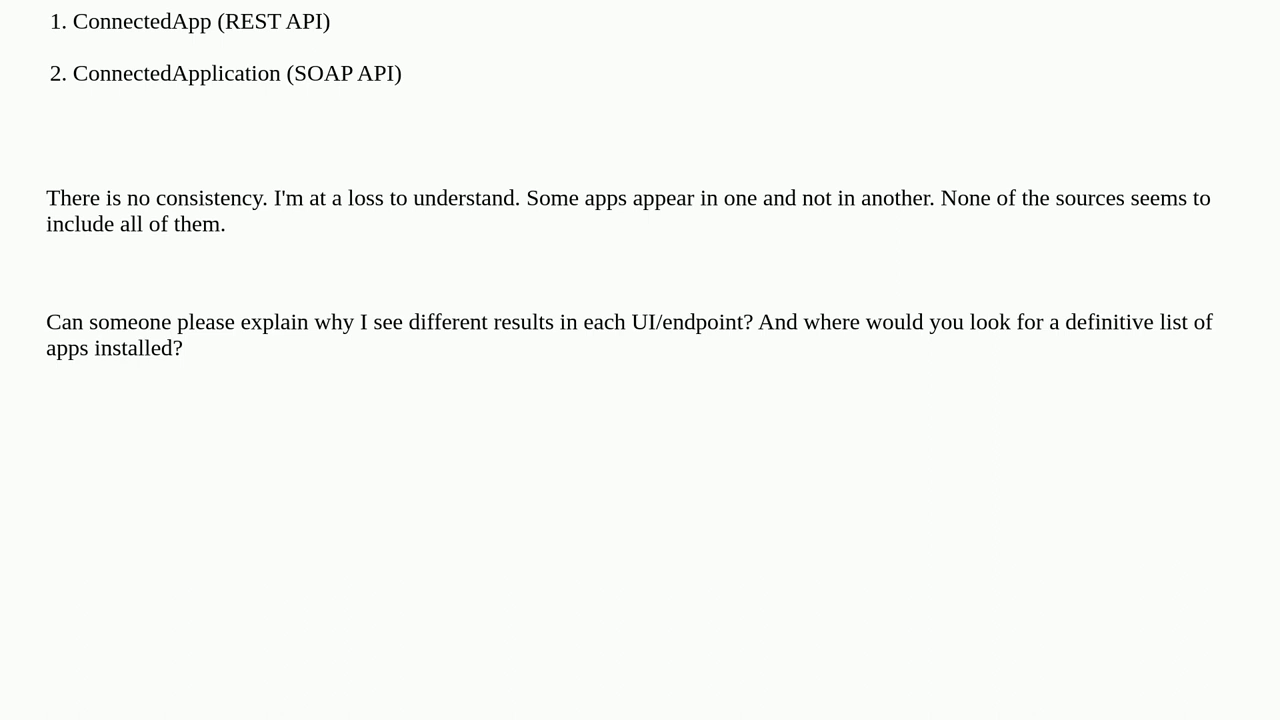 1. ConnectedApp (REST API)
2. ConnectedApplication (SOAP API)
There is no consistency. I'm at a loss to understand. Some apps appear in one and not in another. None of the sources seems to
include all of them.
Can someone please explain why I see different results in each UI/endpoint? And where would you look for a definitive list of
apps installed?